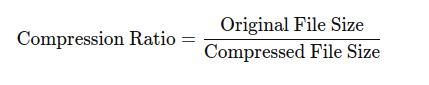 Compression Ratio = Original File Size / Compressed File Size